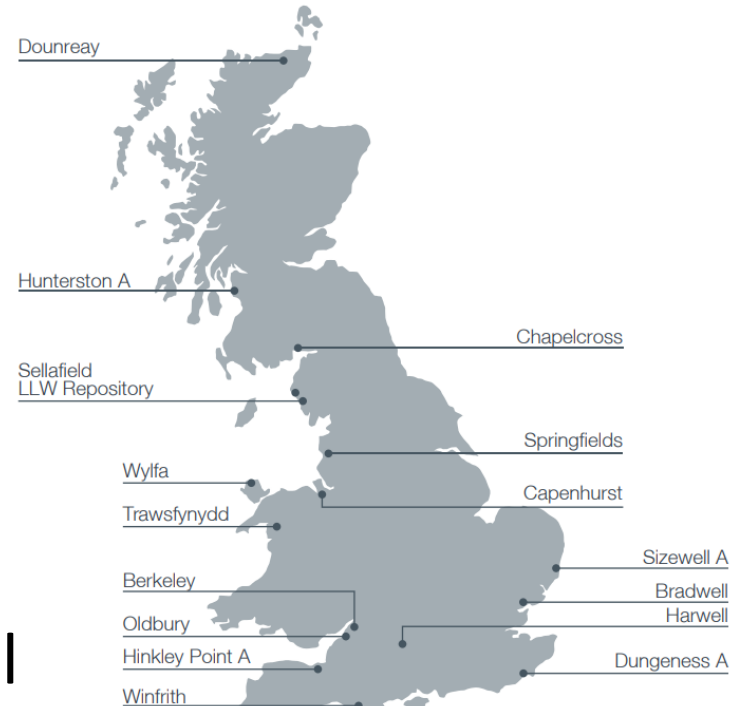 Dounreay
Hunterston A
Chapelcross
Sellafield
LLW Repository
Springfields
Wylfa
Capenhurst
Trawsfynydd
Sizewell A
Berkeley
Bradwell
Harwell
Oldbury
Hinkley Point A
Dungeness A
Winfrith